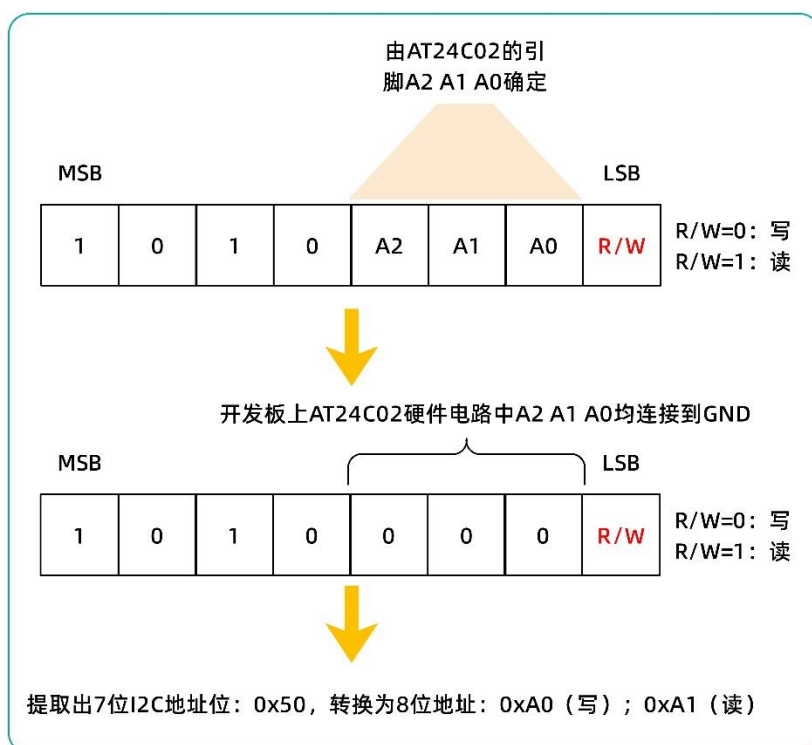 由AT24C02的引
脚A2 A1 A0确定
MSB LSB
1 0 1 0 A2 A1 A0 R/W
R/W=0：写
R/W=1：读
开发板上AT24C02硬件电路中A2 A1 A0均连接到GND
MSB LSB
1 0 1 0 0 0 0 R/W
R/W=0：写
R/W=1：读
提取出7位I2C地址位：0x50，转换为8位地址：0xA0（写）；0xA1（读）